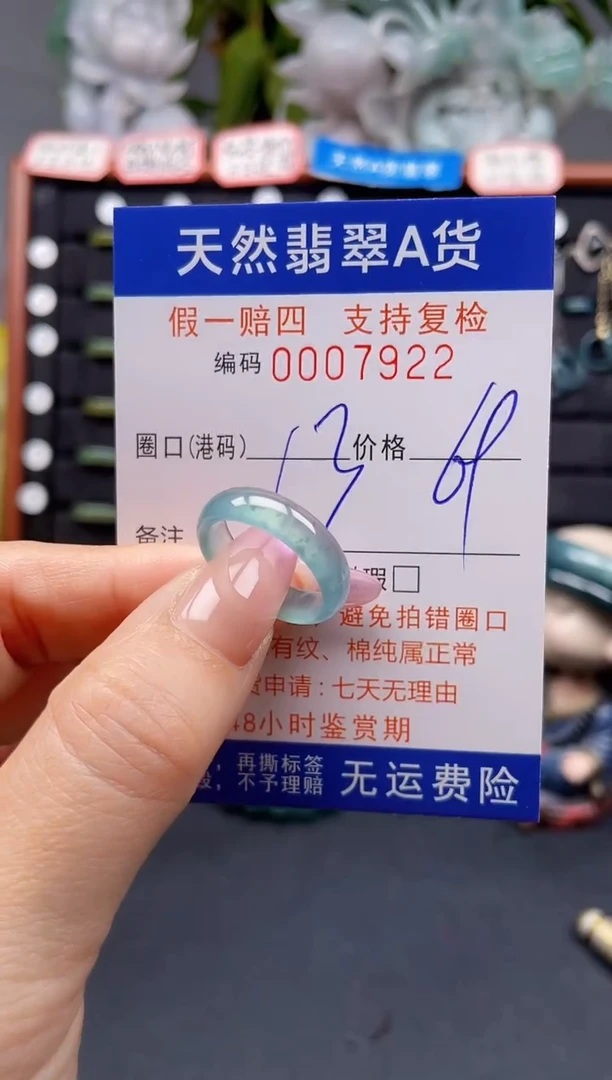 天然翡翠A货
假一赔四 支持复检
编码 0007922
圈口(港码) 13 价格 69
备注
瑕□
避免拍错圈口
有纹、棉纯属正常
申请:七天无理由
48小时鉴赏期
再撕标签
,不予理赔
无运费险